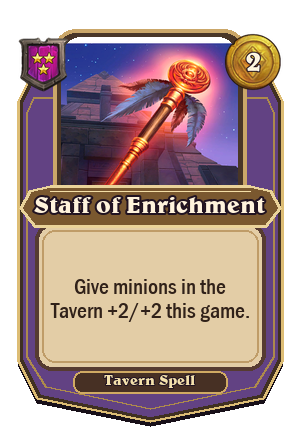 2
Staff of Enrichment
Give minions in the
Tavern +2/+2 this game.
Tavern Spell